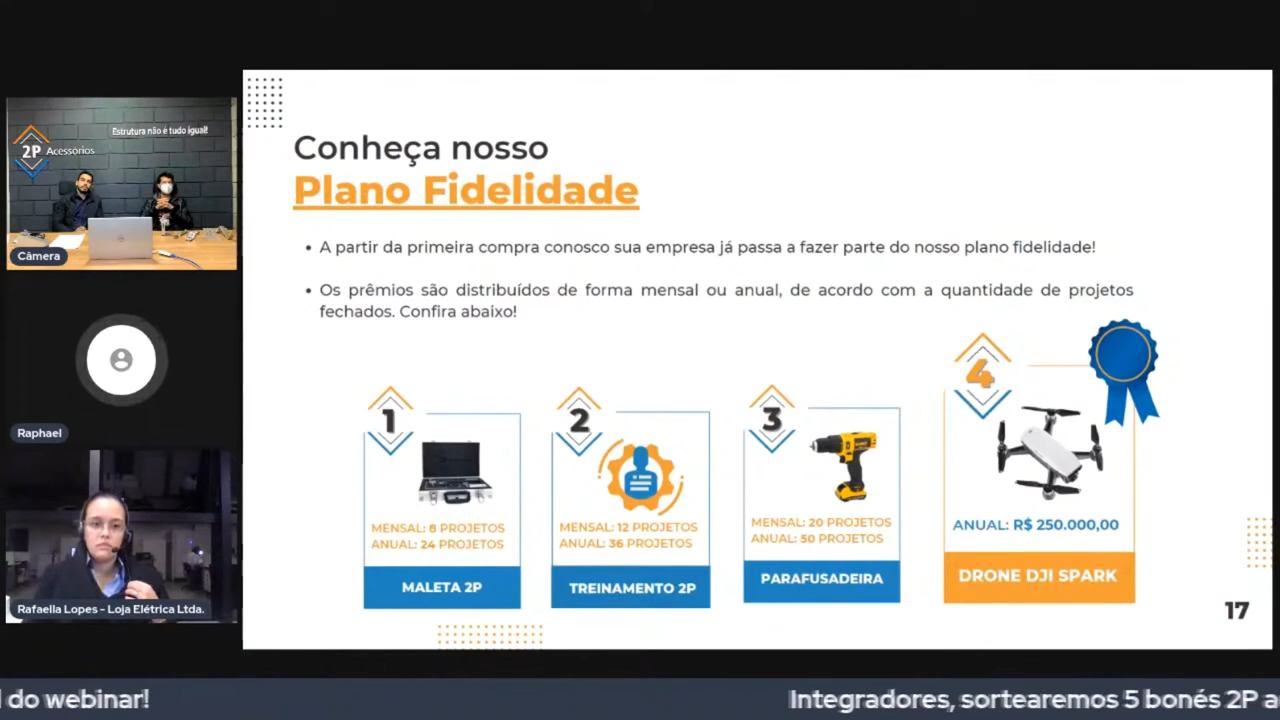 Estrutura não é tudo igual!
2P Acessórios
Câmera
Raphael
Rafaella Lopes - Loja Elétrica Ltda.
Conheça nosso
Plano Fidelidade
• A partir da primeira compra conosco sua empresa já passa a fazer parte do nosso plano fidelidade!
• Os prêmios são distribuídos de forma mensal ou anual, de acordo com a quantidade de projetos
fechados. Confira abaixo!
1
MENSAL: 8 PROJETOS
ANUAL: 24 PROJETOS
MALETA 2P
2
MENSAL: 12 PROJETOS
ANUAL: 36 PROJETOS
TREINAMENTO 2P
3
MENSAL: 20 PROJETOS
ANUAL: 50 PROJETOS
PARAFUSADEIRA
4
ANUAL: R$ 250.000,00
DRONE DJI SPARK
17
do webinar!
Integradores, sortearemos 5 bonés 2P a